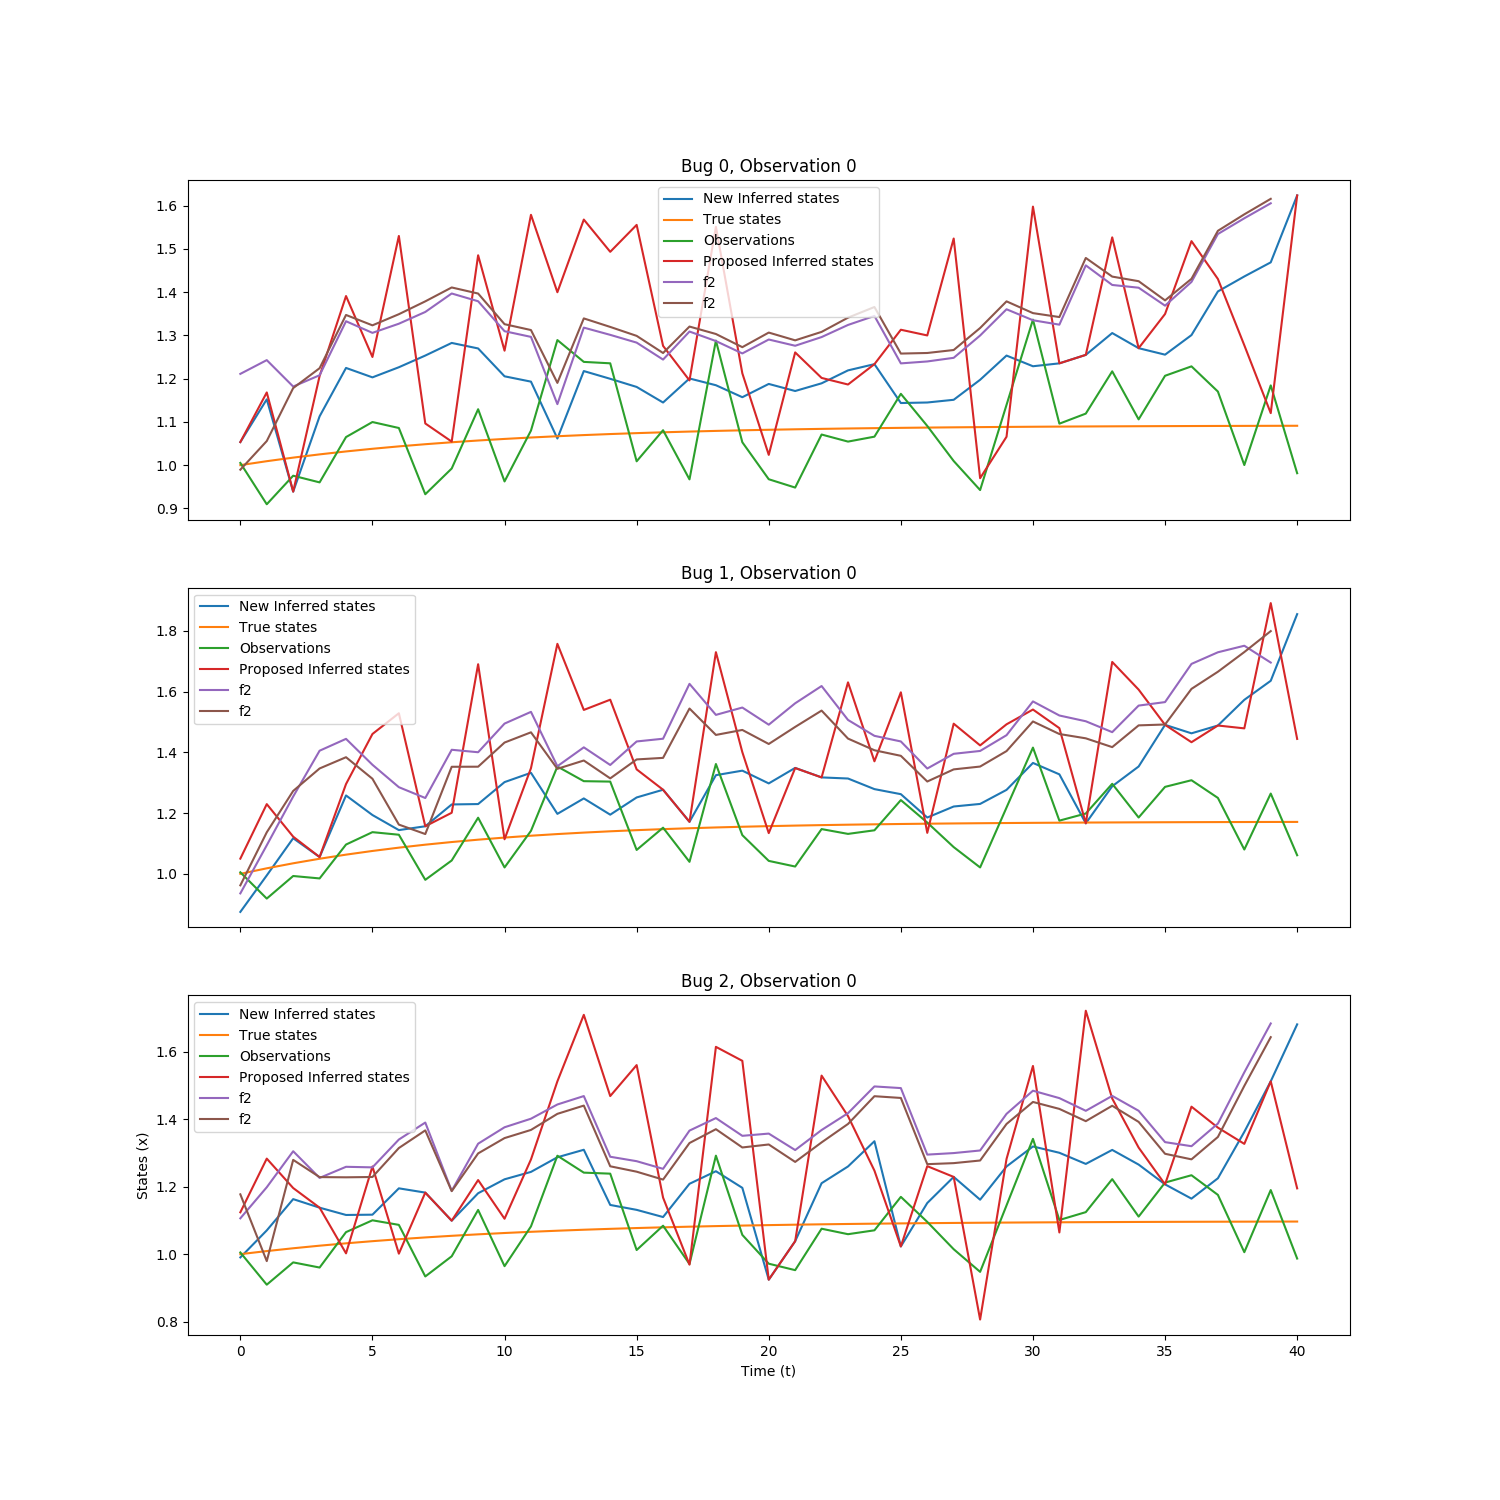 Bug 0, Observation 0
1.6
1.5
1.4
1.3
1.2
1.1
1.0
0.9
New Inferred states
True states
Observations
Proposed Inferred states
f2
f2
Bug 1, Observation 0
1.8
1.6
1.4
1.2
1.0
New Inferred states
True states
Observations
Proposed Inferred states
f2
f2
Bug 2, Observation 0
1.6
1.4
1.2
1.0
0.8
New Inferred states
True states
Observations
Proposed Inferred states
f2
f2
States (x)
0 5 10 15 20 25 30 35 40
Time (t)